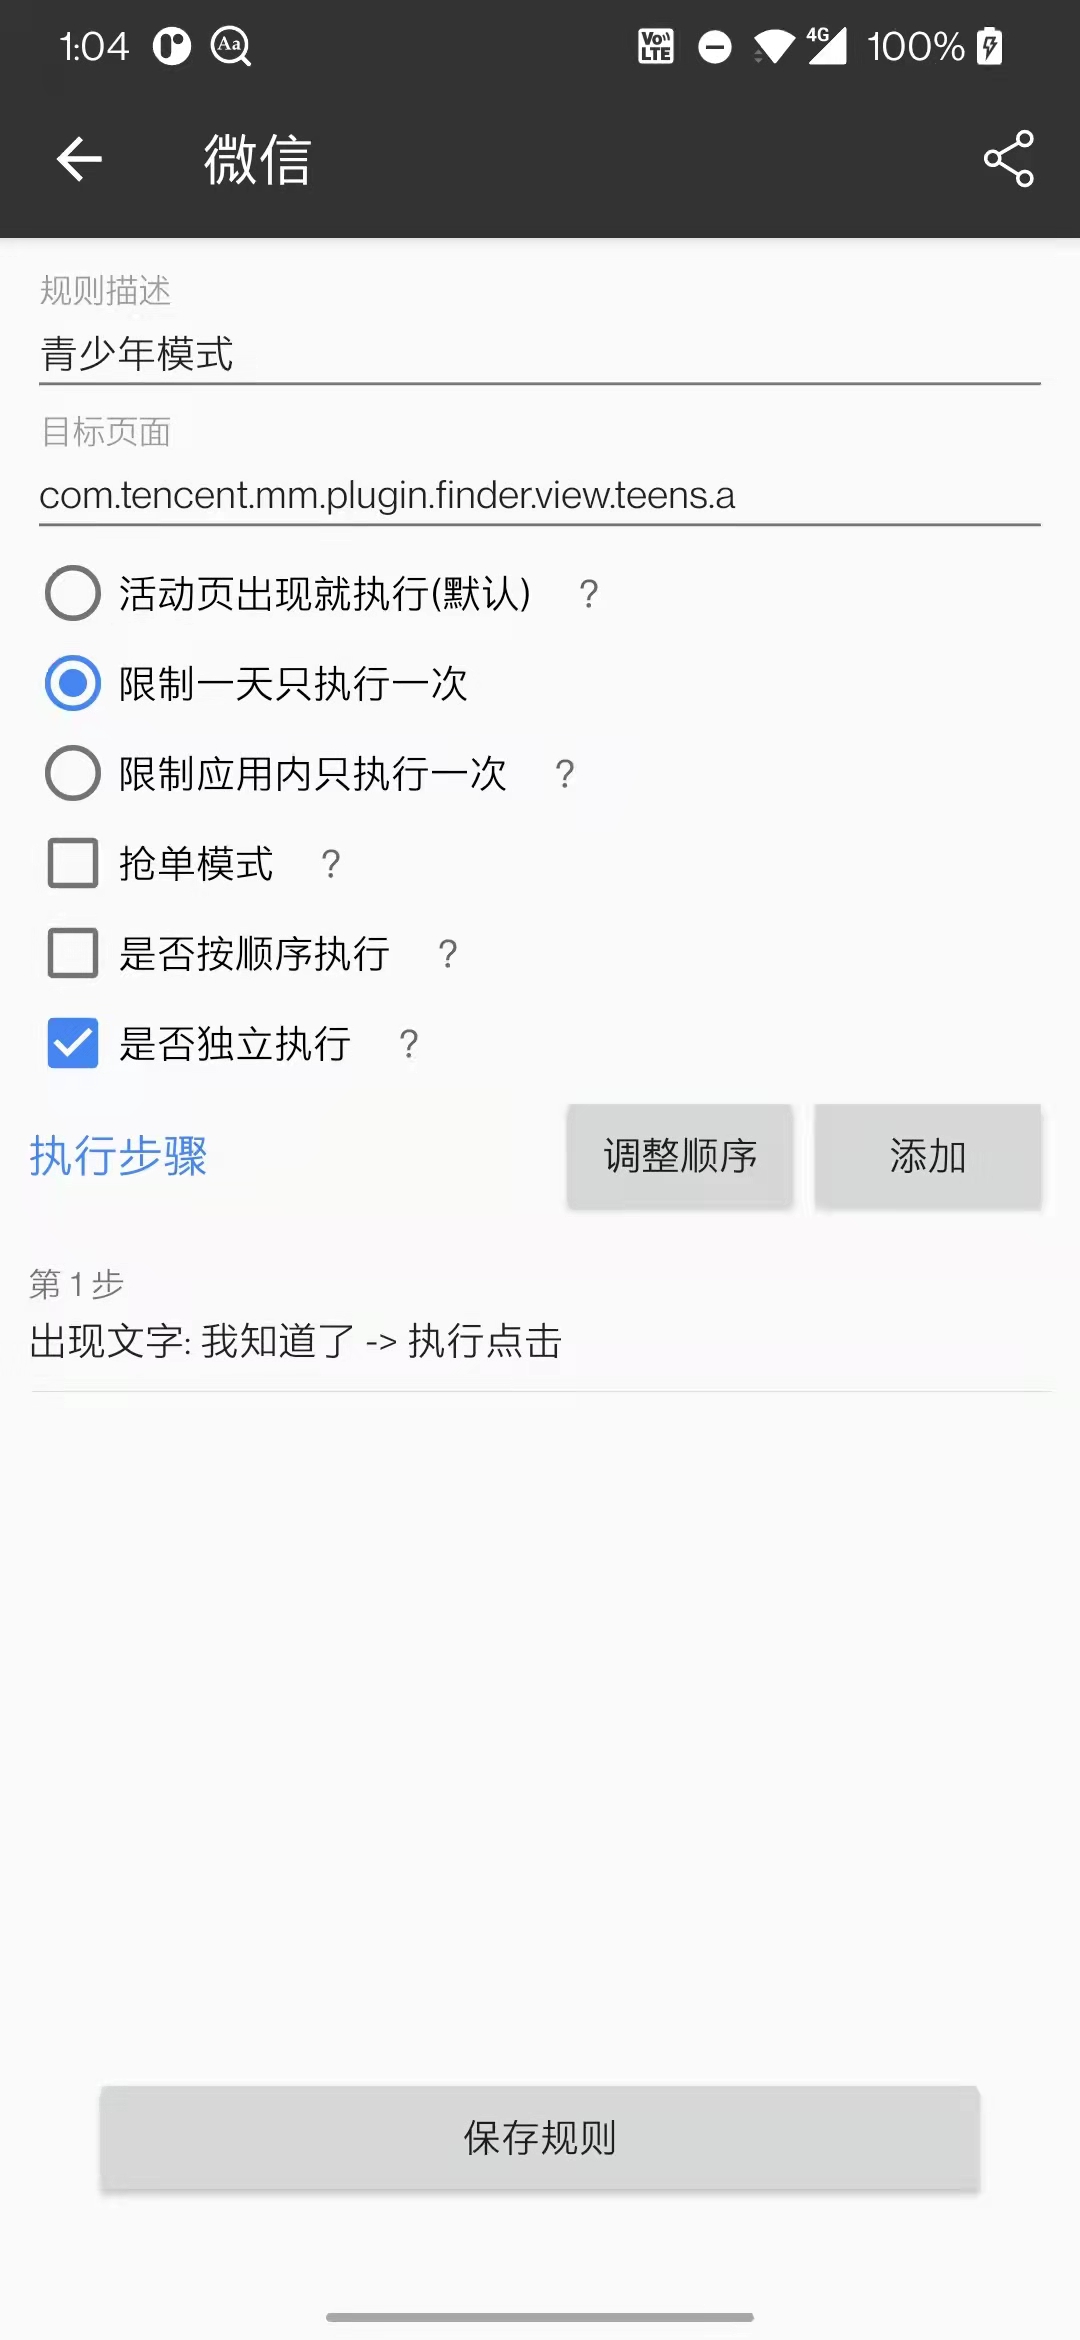 1:04 Aa Vo LTE 4G 100%
微信
规则描述
青少年模式
目标页面
com.tencent.mm.plugin.finder.view.teens.a
活动页出现就执行(默认) ?
限制一天只执行一次
限制应用内只执行一次 ?
抢单模式 ?
是否按顺序执行 ?
是否独立执行 ?
执行步骤 调整顺序 添加
第 1 步
出现文字: 我知道了 -> 执行点击
保存规则